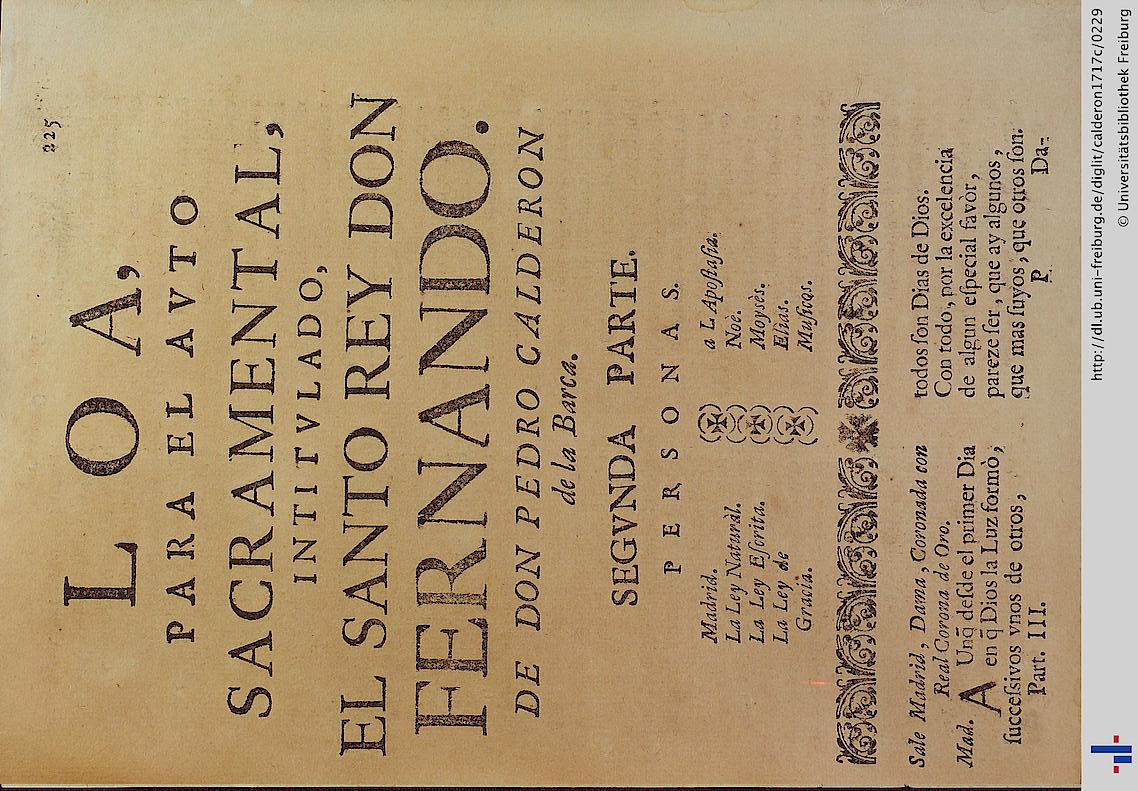 225
LOA,
PARA EL AVTO
SACRAMENTAL,
INTITVLADO,
EL SANTO REY DON
FERNANDO.
DE DON PEDRO CALDERON
de la Barca.
SEGVNDA PARTE.
PERSONAS.
Madrid.
La Ley Naturàl.
La Ley Eſcrita.
La Ley de
Gracia.
a L Apoſtaſia.
Noè.
Moysès.
Elias.
Muſicos.
Sale Madrid, Dama, Coronada con
Real Corona de Oro.
Mad. A Unq̃ deſde el primer Dia
en q̃ Dios la Luz formò;
ſucceſsivos vnos de otros,
Part. III.
todos ſon Dias de Dios.
Con todo, por la excelencia
de algun eſpecial favòr,
pareze ſer, que ay algunos,
que mas ſuyos, que otros ſon:
P Da-
http://dl.ub.uni-freiburg.de/diglit/calderon1717c/0229
© Universitätsbibliothek Freiburg